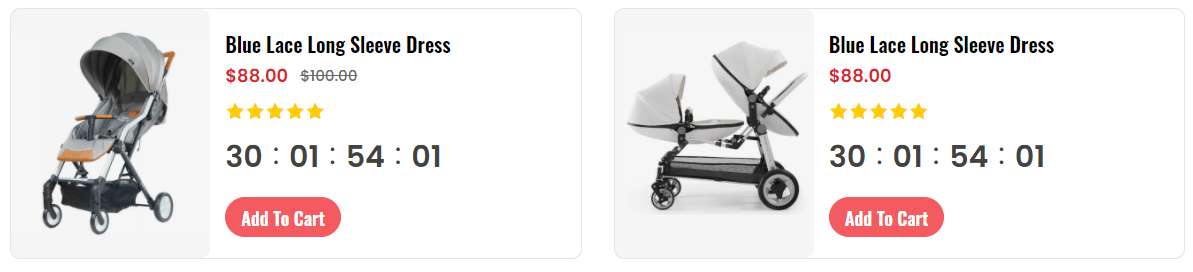 Blue Lace Long Sleeve Dress
$88.00 $100.00
30 : 01 : 54 : 01
Add To Cart
Blue Lace Long Sleeve Dress
$88.00
30 : 01 : 54 : 01
Add To Cart